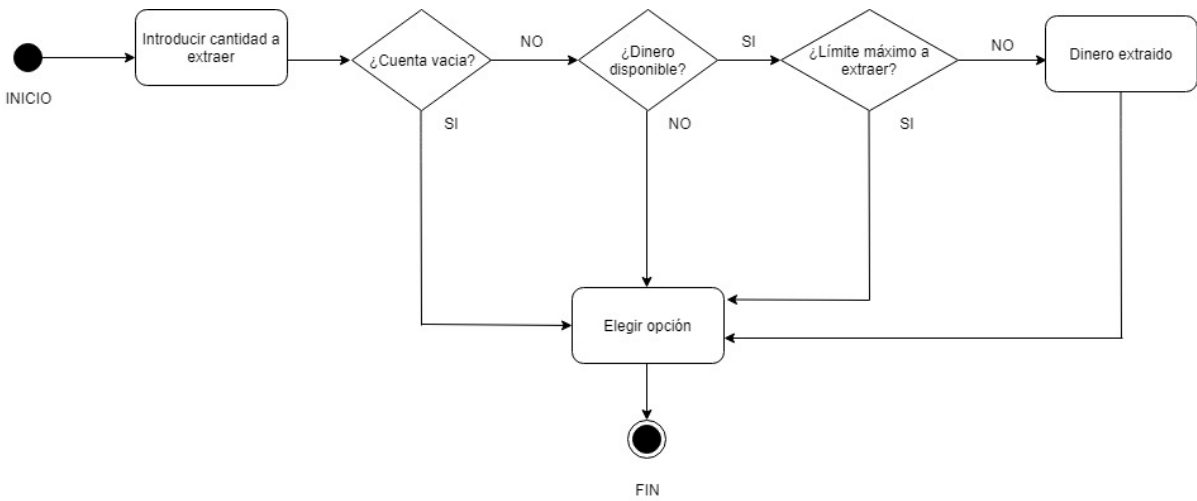 INICIO
Introducir cantidad a
extraer
¿Cuenta vacia?
NO
SI
¿Dinero
disponible?
SI
NO
¿Límite máximo a
extraer?
NO
SI
Dinero extraido
Elegir opción
FIN